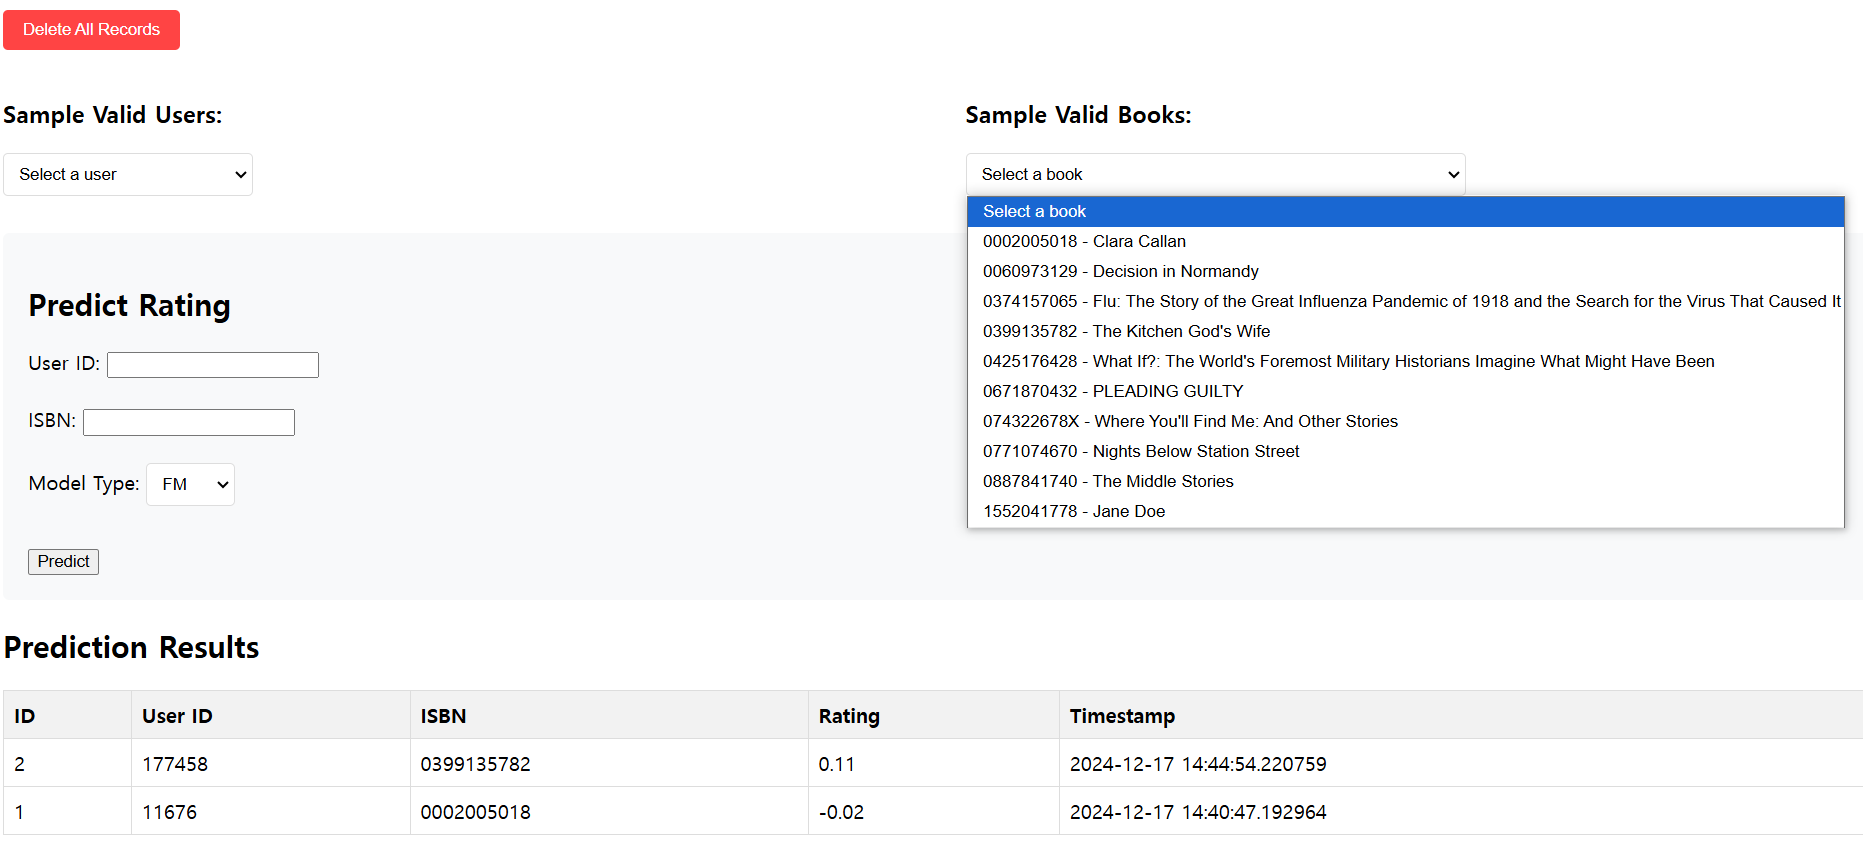 Delete All Records
Sample Valid Users:
Select a user
Sample Valid Books:
Select a book
Select a book
0002005018 - Clara Callan
0060973129 - Decision in Normandy
0374157065 - Flu: The Story of the Great Influenza Pandemic of 1918 and the Search for the Virus That Caused It
0399135782 - The Kitchen God's Wife
0425176428 - What If?: The World's Foremost Military Historians Imagine What Might Have Been
0671870432 - PLEADING GUILTY
074322678X - Where You'll Find Me: And Other Stories
0771074670 - Nights Below Station Street
0887841740 - The Middle Stories
1552041778 - Jane Doe
Predict Rating
User ID:
ISBN:
Model Type: FM
Predict
Prediction Results
ID User ID ISBN Rating Timestamp
2 177458 0399135782 0.11 2024-12-17 14:44:54.220759
1 11676 0002005018 -0.02 2024-12-17 14:40:47.192964